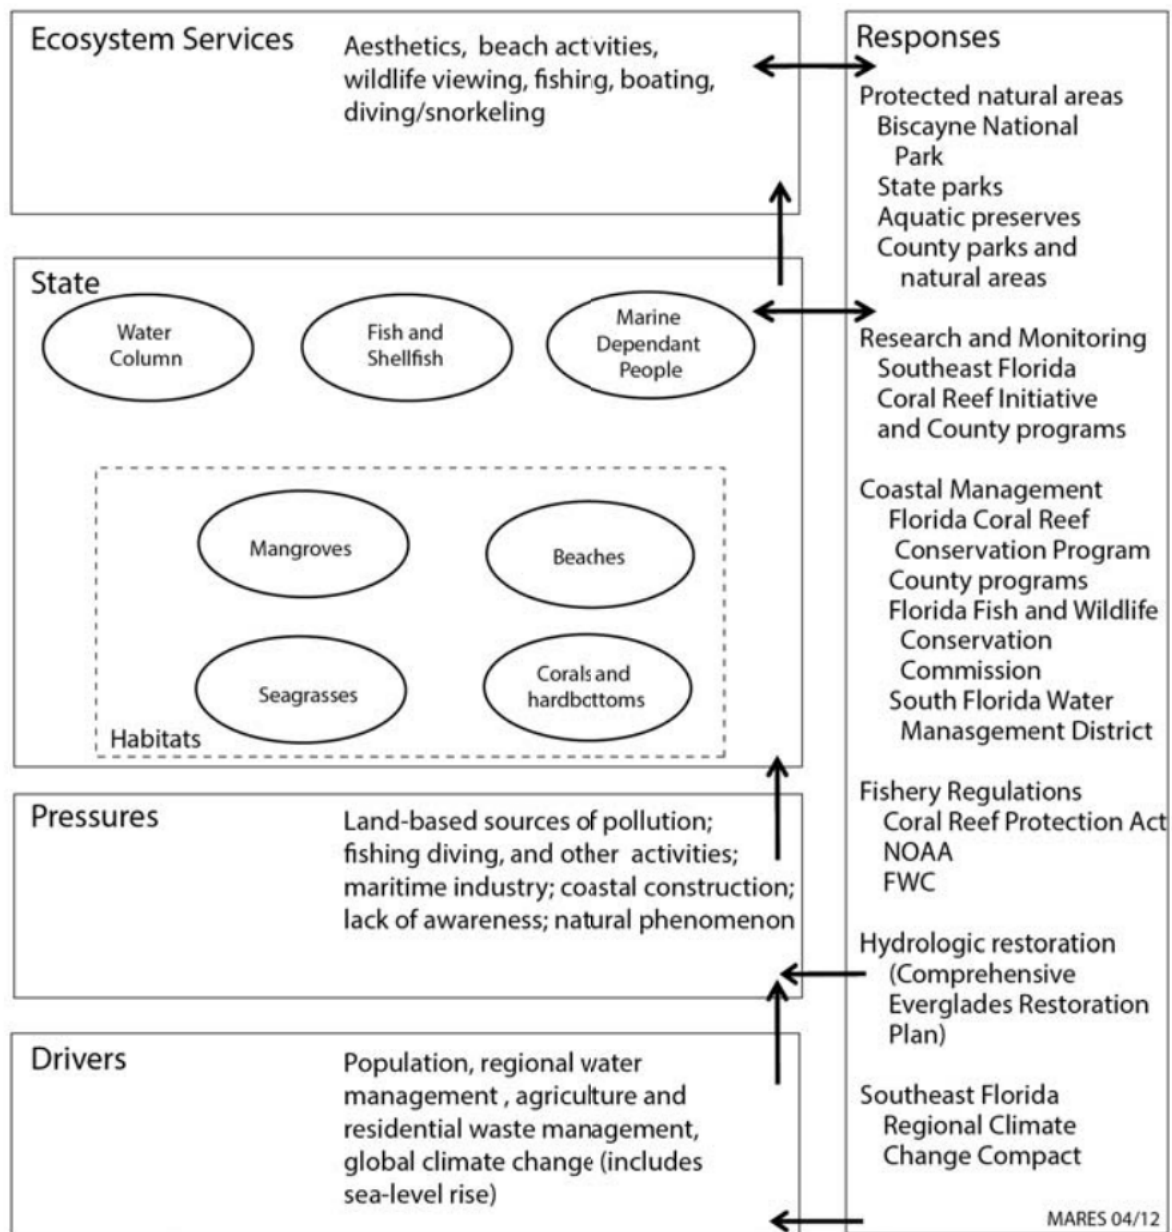 Ecosystem Services
Aesthetics, beach activities,
wildlife viewing, fishing, boating,
diving/snorkeling
State
Water
Column
Fish and
Shellfish
Marine
Dependant
People
Mangroves
Beaches
Seagrasses
Corals and
hardbottoms
Habitats
Pressures
Land-based sources of pollution;
fishing diving, and other activities;
maritime industry; coastal construction;
lack of awareness; natural phenomenon
Drivers
Population, regional water
management , agriculture and
residential waste management,
global climate change (includes
sea-level rise)
Responses
Protected natural areas
Biscayne National
Park
State parks
Aquatic preserves
County parks and
natural areas
Research and Monitoring
Southeast Florida
Coral Reef Initiative
and County programs
Coastal Management
Florida Coral Reef
Conservation Program
County programs
Florida Fish and Wildlife
Conservation
Commission
South Florida Water
Manasgement District
Fishery Regulations
Coral Reef Protection Act
NOAA
FWC
Hydrologic restoration
(Comprehensive
Everglades Restoration
Plan)
Southeast Florida
Regional Climate
Change Compact
MARES 04/12